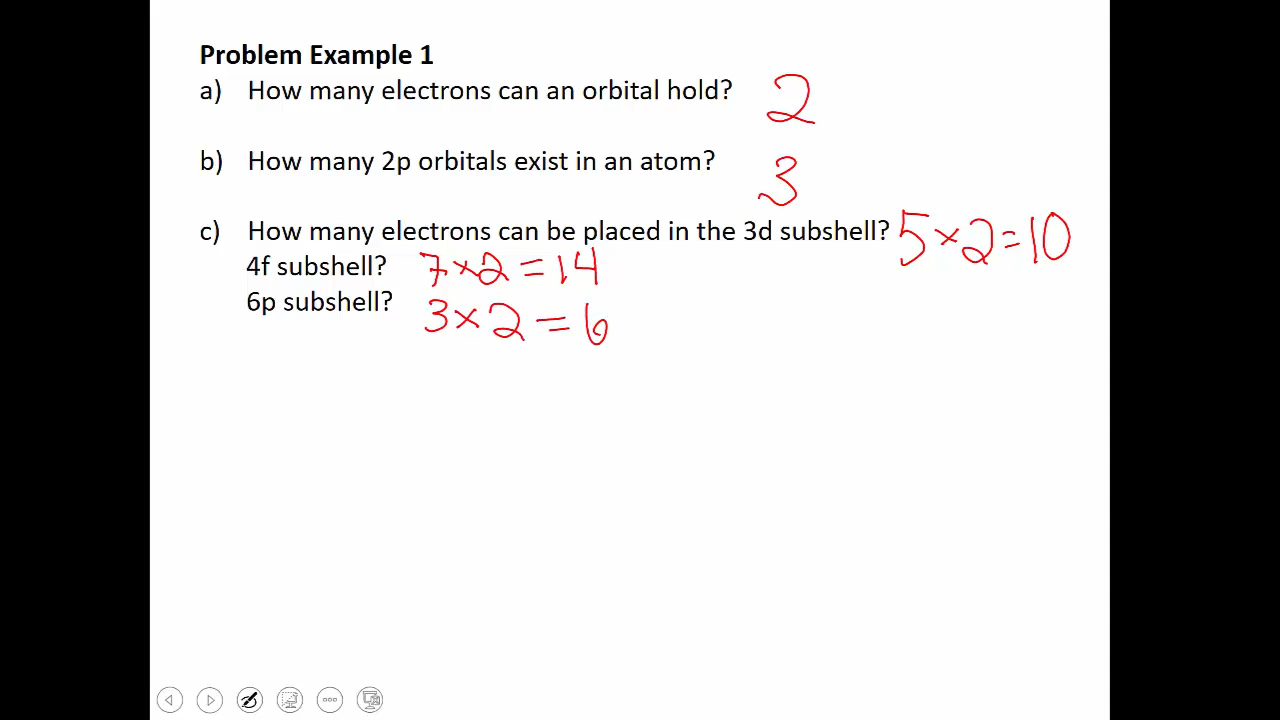 Problem Example 1
a) How many electrons can an orbital hold? 2
b) How many 2p orbitals exist in an atom? 3
c) How many electrons can be placed in the 3d subshell? 5×2=10
4f subshell? 7×2=14
6p subshell? 3×2=6